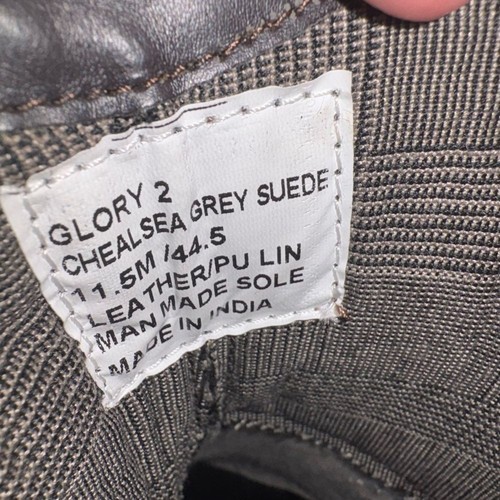 GLORY 2
CHEALSEA GREY SUEDE
11.5M /44.5
LEATHER/PU LIN
MAN MADE SOLE
MADE IN INDIA